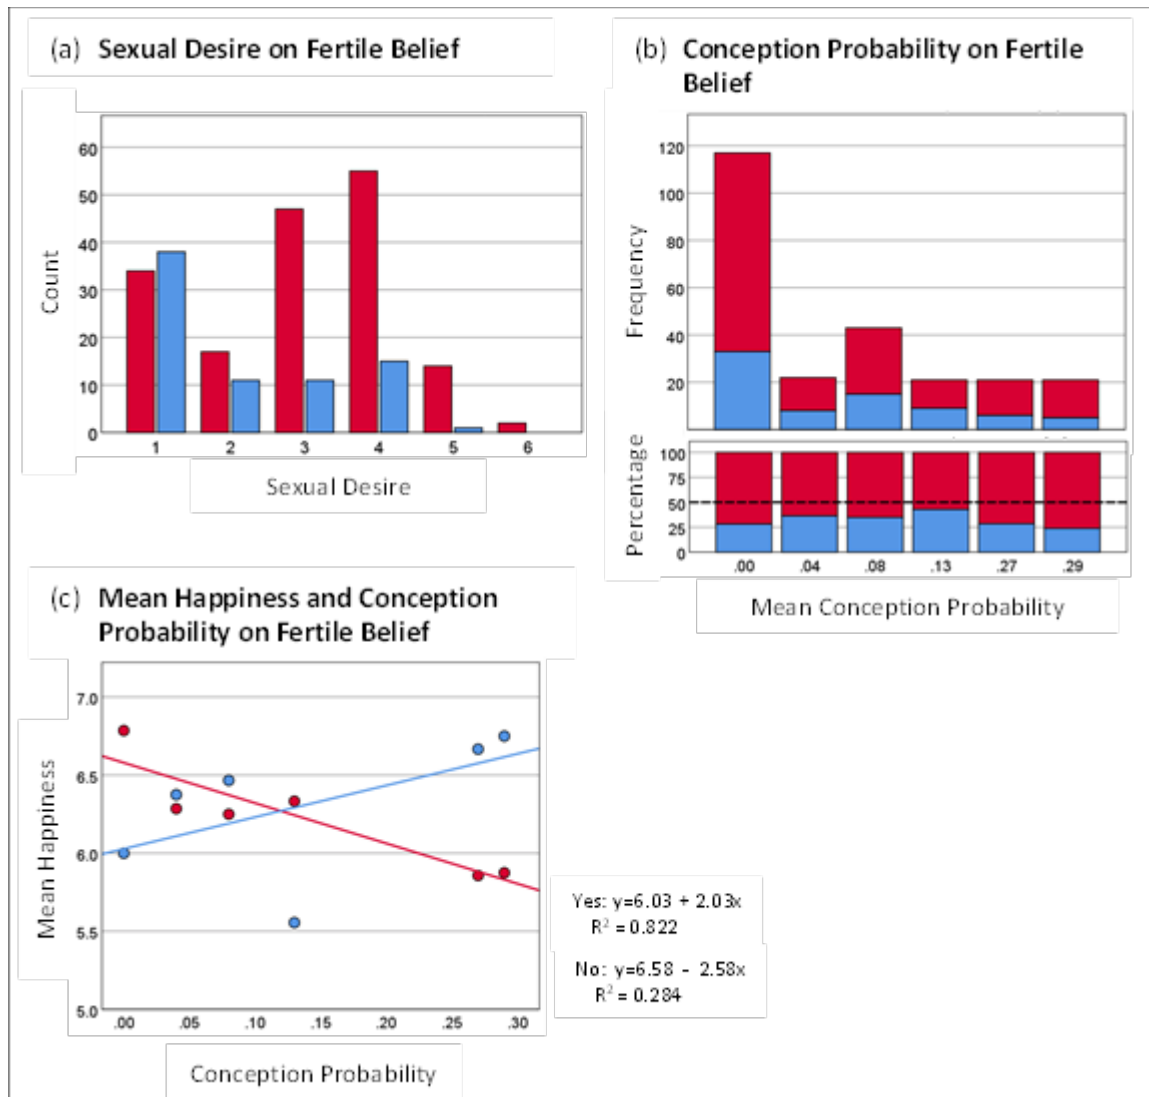 (a) Sexual Desire on Fertile Belief
60
50
40
30
20
10
0
Count
1 2 3 4 5 6
Sexual Desire
(b) Conception Probability on Fertile
Belief
120
100
80
60
40
20
Frequency
100
75
50
25
0
Percentage
.00 .04 .08 .13 .27 .29
Mean Conception Probability
(c) Mean Happiness and Conception
Probability on Fertile Belief
7.0
6.5
6.0
5.5
5.0
Mean Happiness
.00 .05 .10 .15 .20 .25 .30
Conception Probability
Yes: y=6.03 + 2.03x
R² = 0.822
No: y=6.58 - 2.58x
R² = 0.284